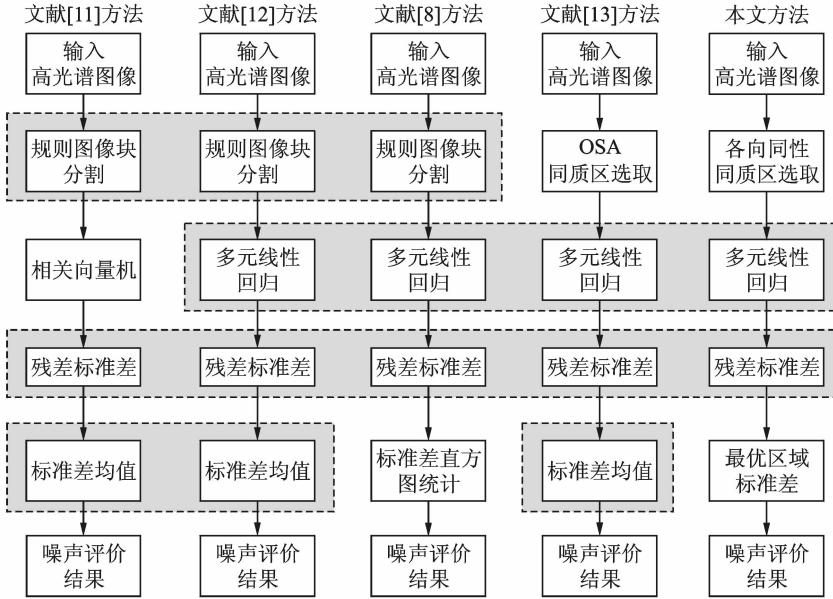 文献[11]方法 文献[12]方法 文献[8]方法 文献[13]方法 本文方法
输入 输入 输入 输入 输入
高光谱图像 高光谱图像 高光谱图像 高光谱图像 高光谱图像
规则图像块 规则图像块 规则图像块 OSA 各向同性
分割 分割 分割 同质区选取 同质区选取
相关向量机
多元线性 多元线性 多元线性 多元线性
回归 回归 回归 回归
残差标准差 残差标准差 残差标准差 残差标准差 残差标准差
标准差均值 标准差均值 标准差直方 标准差均值 最优区域
图统计 标准差
噪声评价 噪声评价 噪声评价 噪声评价 噪声评价
结果 结果 结果 结果 结果